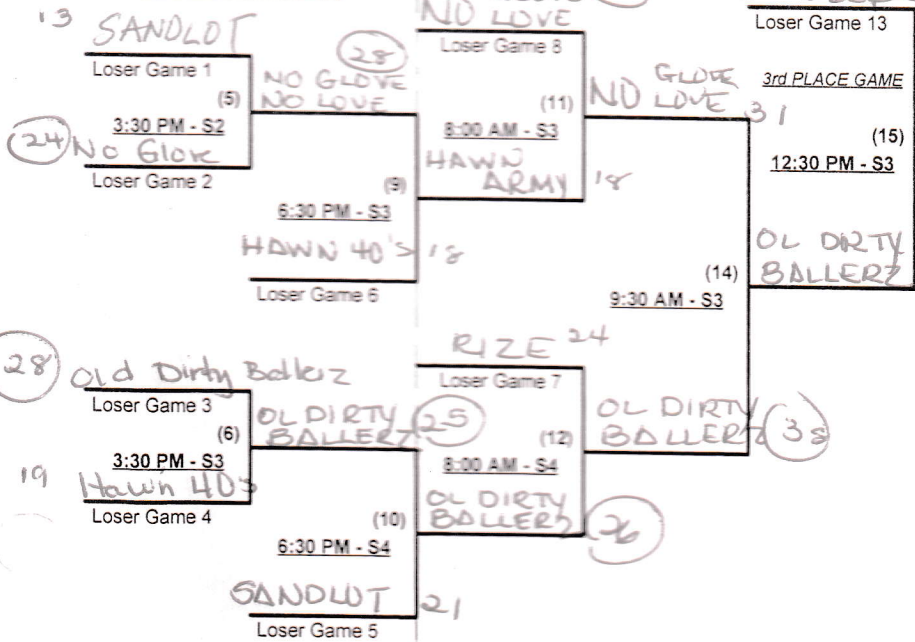 13 SANDLOT
Loser Game 1
(5)
3:30 PM - S2
24 No Glove
Loser Game 2
28
NO GLOVE
NO LOVE
(9)
6:30 PM - S3
HAWN 40'S 18
Loser Game 6
NO LOVE
Loser Game 8
(11)
8:00 AM - S3
HAWN
ARMY 18
NO GLOVE
LOVE 31
Loser Game 13
3rd PLACE GAME
(15)
12:30 PM - S3
(14)
9:30 AM - S3
OL DIRTY
BALLERZ
28 Old Dirty Ballerz
Loser Game 3
(6)
3:30 PM - S3
19 Hawn 40s
Loser Game 4
OL DIRTY
BALLERZ 25
(10)
6:30 PM - S4
SANDLOT 21
Loser Game 5
RIZE 24
Loser Game 7
(12)
8:00 AM - S4
OL DIRTY
BALLERZ 26
OL DIRTY
BALLERZ 38